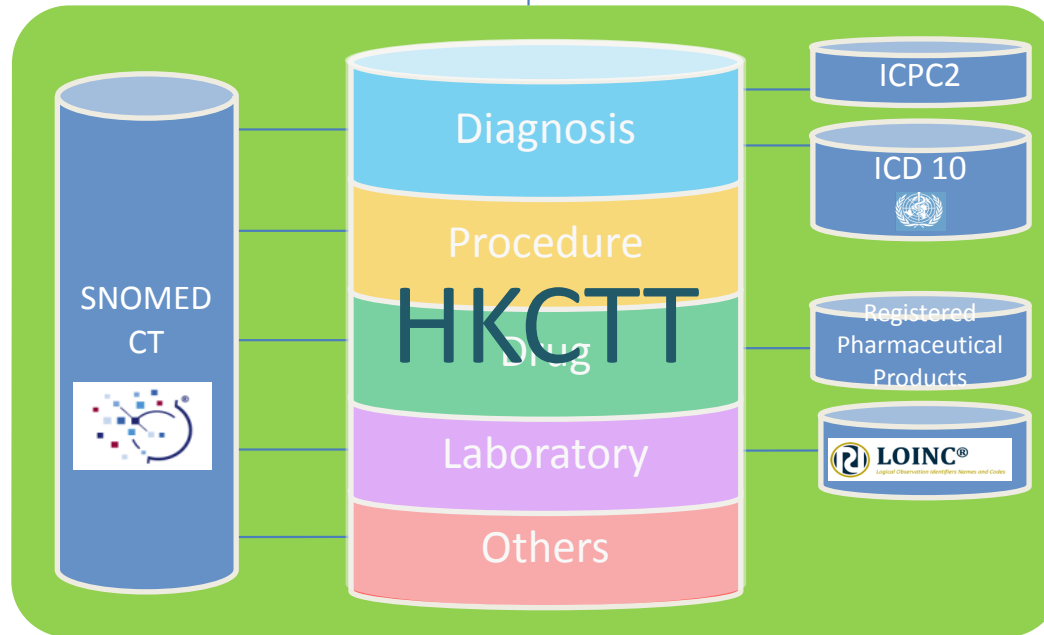 SNOMED
CT
®
Diagnosis
Procedure
HKCTT
Drug
Laboratory
Others
ICPC2
ICD 10
Registered
Pharmaceutical
Products
LOINC®
Logical Observation Identifiers Names and Codes